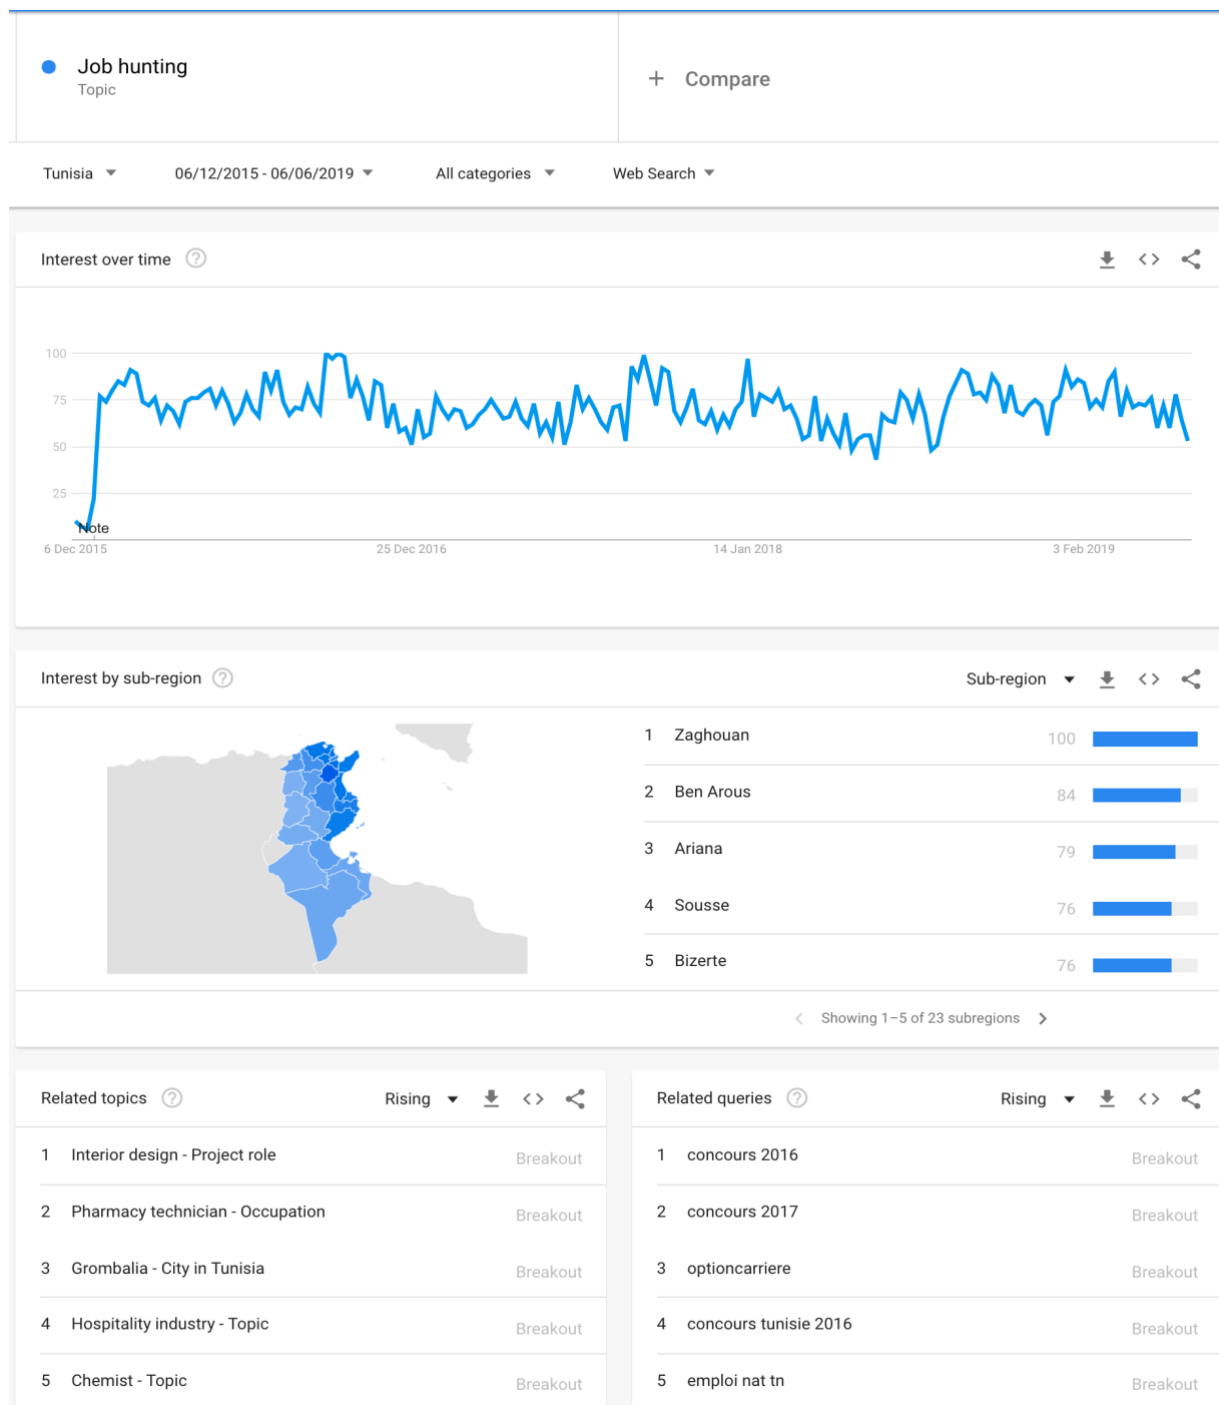 Job hunting
Topic
+ Compare
Tunisia
06/12/2015 - 06/06/2019
All categories
Web Search
Interest over time
100
75
50
25
Note
6 Dec 2015
25 Dec 2016
14 Jan 2018
3 Feb 2019
Interest by sub-region
Sub-region
1 Zaghouan 100
2 Ben Arous 84
3 Ariana 79
4 Sousse 76
5 Bizerte 76
Showing 1–5 of 23 subregions
Related topics
Rising
1 Interior design - Project role Breakout
2 Pharmacy technician - Occupation Breakout
3 Grombalia - City in Tunisia Breakout
4 Hospitality industry - Topic Breakout
5 Chemist - Topic Breakout
Related queries
Rising
1 concours 2016 Breakout
2 concours 2017 Breakout
3 optioncarriere Breakout
4 concours tunisie 2016 Breakout
5 emploi nat tn Breakout